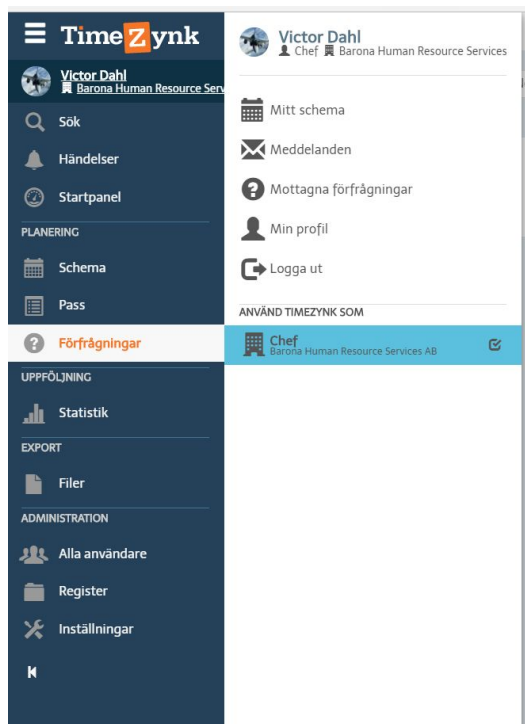 TimeZynk
Victor Dahl
Barona Human Resource Serv
Sök
Händelser
Startpanel
PLANERING
Schema
Pass
Förfrågningar
UPPFÖLJNING
Statistik
EXPORT
Filer
ADMINISTRATION
Alla användare
Register
Inställningar
Victor Dahl
Chef Barona Human Resource Services
Mitt schema
Meddelanden
Mottagna förfrågningar
Min profil
Logga ut
ANVÄND TIMEZYNK SOM
Chef
Barona Human Resource Services AB